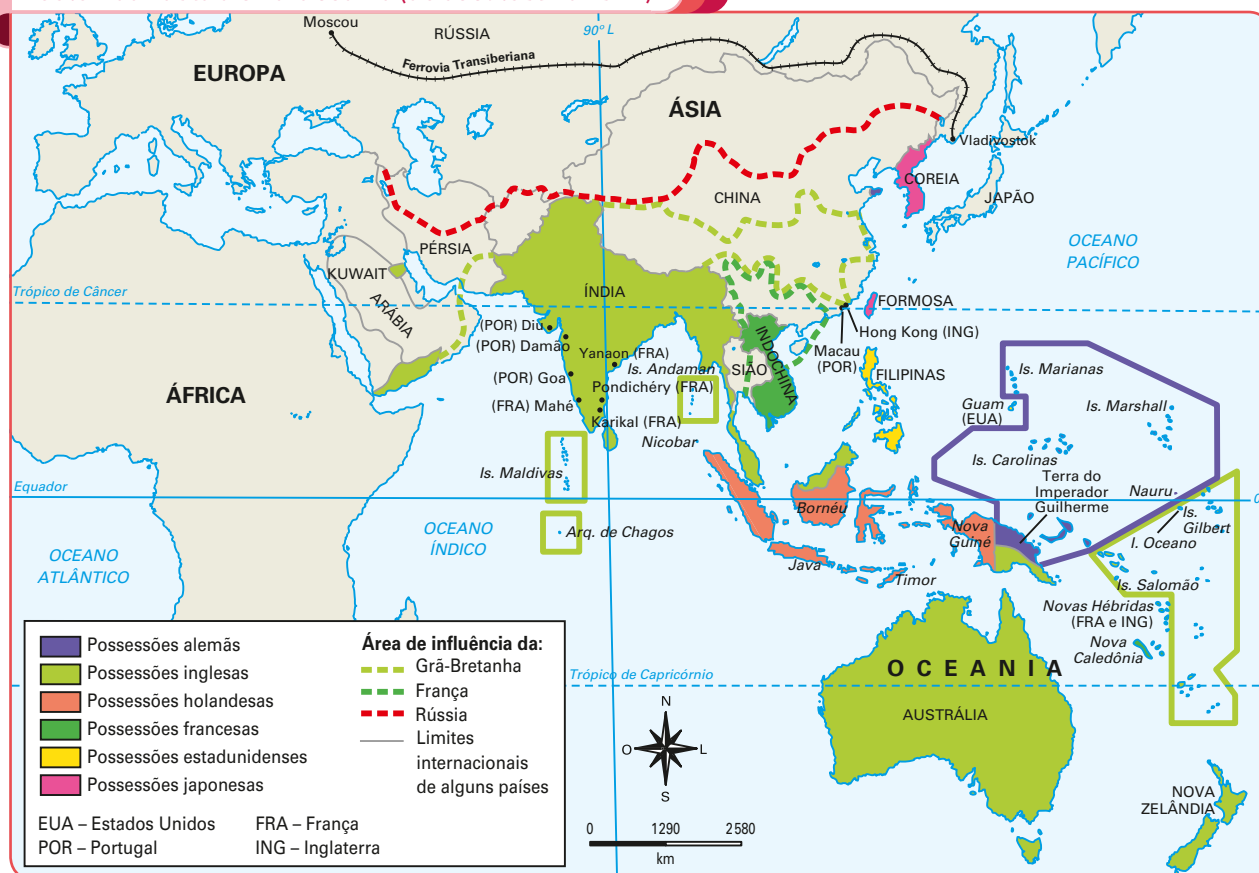 Moscou
RÚSSIA
90º L
Ferrovia Transiberiana
EUROPA
ÁSIA
Vladivostok
COREIA
CHINA
JAPÃO
PÉRSIA
OCEANO
PACÍFICO
KUWAIT
ARÁBIA
ÍNDIA
Trópico de Câncer
FORMOSA
(POR) Diu
Hong Kong (ING)
(POR) Damão
Macau
(POR)
Yanaon (FRA)
Is. Andaman
SIÃO
INDOCHINA
FILIPINAS
Is. Marianas
(POR) Goa
Pondichéry (FRA)
ÁFRICA
(FRA) Mahé
Guam
(EUA)
Is. Marshall
Karikal (FRA)
Nicobar
Is. Carolinas
Is. Maldivas
Terra do
Imperador
Guilherme
Equador
0
Nauru
Bornéu
Is.
Gilbert
OCEANO
ÍNDICO
Arq. de Chagos
Nova
Guiné
I. Oceano
OCEANO
ATLÂNTICO
Java
Timor
Is. Salomão
Novas Hébridas
(FRA e ING)
Nova
Caledônia
OCEANIA
Trópico de Capricórnio
AUSTRÁLIA
NOVA
ZELÂNDIA
Possessões alemãs
Possessões inglesas
Possessões holandesas
Possessões francesas
Possessões estadunidenses
Possessões japonesas
Área de influência da:
Grã-Bretanha
França
Rússia
Limites
internacionais
de alguns países
EUA – Estados Unidos
FRA – França
POR – Portugal
ING – Inglaterra
N
O
L
S
0 1290 2580
km